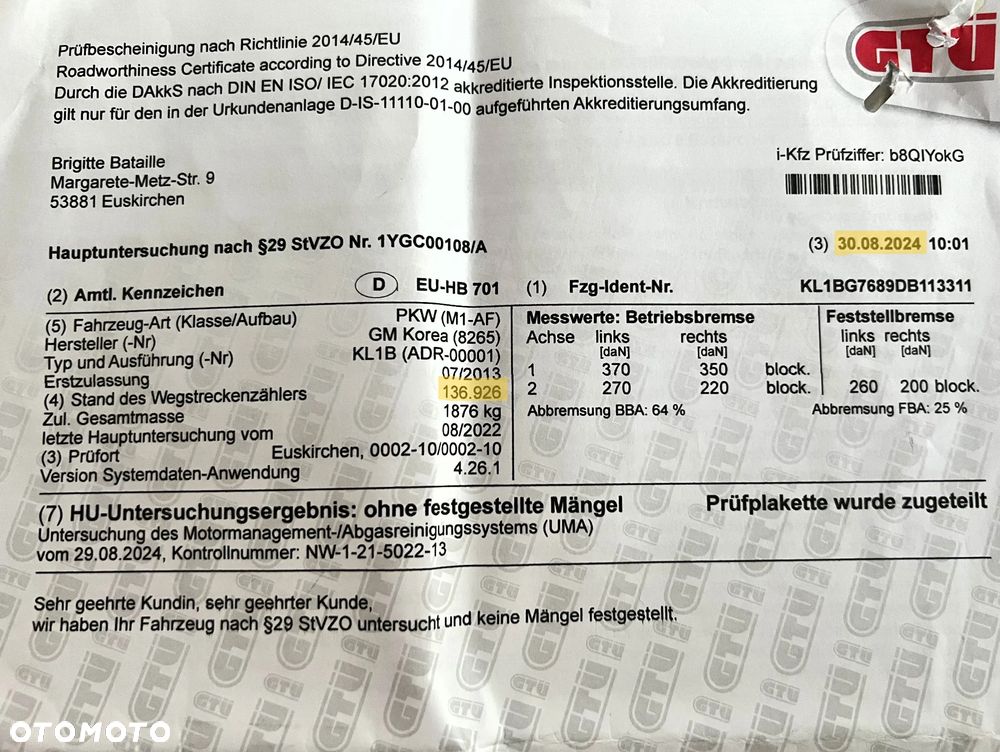 GTÜ
Prüfbescheinigung nach Richtlinie 2014/45/EU
Roadworthiness Certificate according to Directive 2014/45/EU
Durch die DAkkS nach DIN EN ISO/ IEC 17020:2012 akkreditierte Inspektionsstelle. Die Akkreditierung
gilt nur für den in der Urkundenanlage D-IS-11110-01-00 aufgeführten Akkreditierungsumfang.
i-Kfz Prüfziffer: b8QIYokG
Brigitte Bataille
Margarete-Metz-Str. 9
53881 Euskirchen
Hauptuntersuchung nach §29 StVZO Nr. 1YGC00108/A (3) 30.08.2024 10:01
(2) Amtl. Kennzeichen D EU-HB 701 (1) Fzg-Ident-Nr. KL1BG7689DB113311
(5) Fahrzeug-Art (Klasse/Aufbau) PKW (M1-AF)
Hersteller (-Nr) GM Korea (8265)
Typ und Ausführung (-Nr) KL1B (ADR-00001)
Erstzulassung 07/2013
(4) Stand des Wegstreckenzählers 136.926
Zul. Gesamtmasse 1876 kg
letzte Hauptuntersuchung vom 08/2022
(3) Prüfort Euskirchen, 0002-10/0002-10
Version Systemdaten-Anwendung 4.26.1
Messwerte: Betriebsbremse Feststellbremse
Achse links rechts links rechts
[daN] [daN] [daN] [daN]
1 370 350 block.
2 270 220 block. 260 200 block.
Abbremsung BBA: 64 % Abbremsung FBA: 25 %
(7) HU-Untersuchungsergebnis: ohne festgestellte Mängel Prüfplakette wurde zugeteilt
Untersuchung des Motormanagement-/Abgasreinigungssystems (UMA)
vom 29.08.2024, Kontrollnummer: NW-1-21-5022-13
Sehr geehrte Kundin, sehr geehrter Kunde,
wir haben Ihr Fahrzeug nach §29 StVZO untersucht und keine Mängel festgestellt.
OTOMOTO